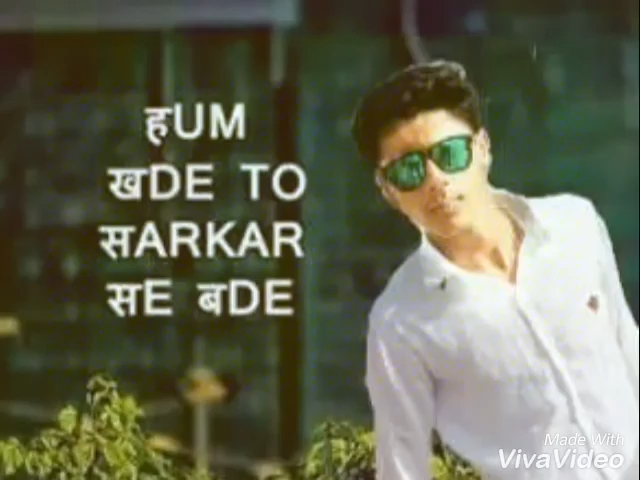 हUM
खDE TO
सARKAR
सE बDE
Made With
VivaVideo